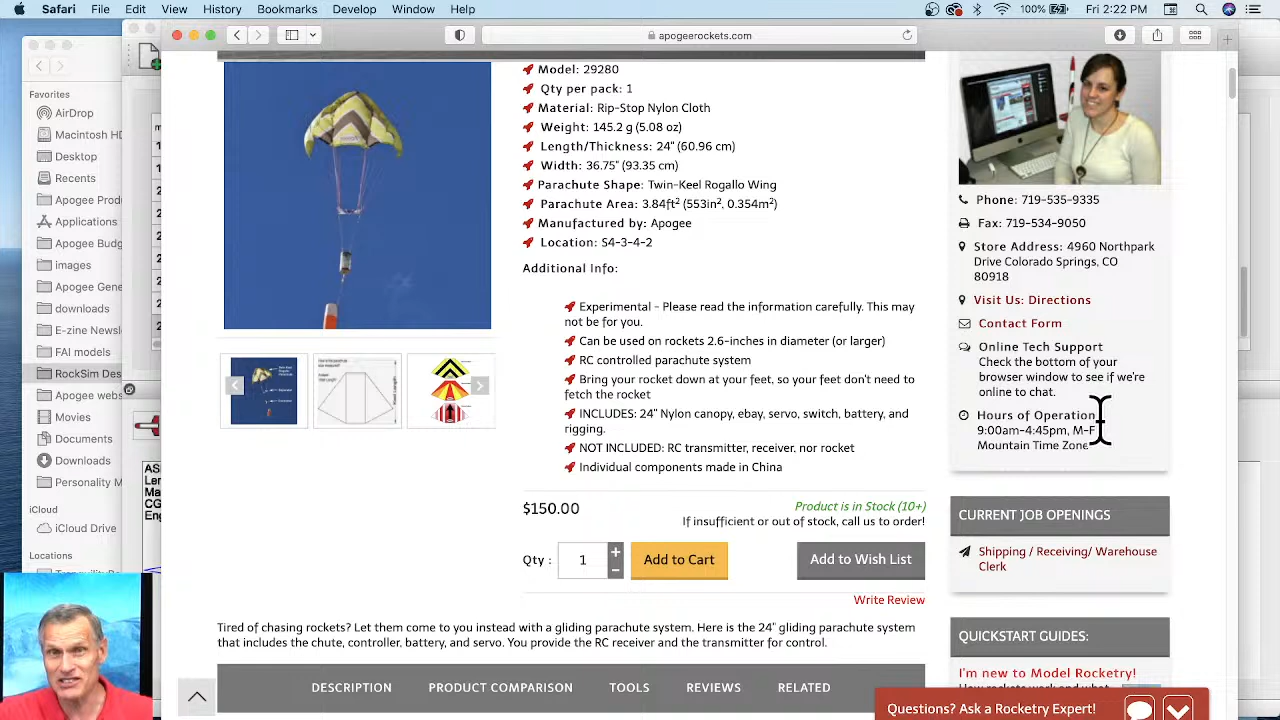 Safari File Edit View History Bookmarks Develop Window Help
100% Fri 2:22 PM
apogeerockets.com
Favorites
AirDrop
Macintosh HD
Desktop
Recents
Apogee Prod
Applications
Apogee Budg
images
Apogee Gene
downloads
E-zine Newsle
FAI models
RockSim Des
Apogee webs
Movies
Documents
Downloads
Personality M
iCloud
iCloud Drive
Locations
Model: 29280
Qty per pack: 1
Material: Rip-Stop Nylon Cloth
Weight: 145.2 g (5.08 oz)
Length/Thickness: 24" (60.96 cm)
Width: 36.75" (93.35 cm)
Parachute Shape: Twin-Keel Rogallo Wing
Parachute Area: 3.84ft² (553in², 0.354m²)
Manufactured by: Apogee
Location: S4-3-4-2
Additional Info:
Experimental - Please read the information carefully. This may
not be for you.
Can be used on rockets 2.6-inches in diameter (or larger)
RC controlled parachute system
Bring your rocket down at your feet, so your feet don't need to
fetch the rocket
INCLUDES: 24" Nylon canopy, ebay, servo, switch, battery, and
rigging.
NOT INCLUDED: RC transmitter, receiver, nor rocket
Individual components made in China
$150.00
Product is in Stock (10+)
If insufficient or out of stock, call us to order!
Qty : 1 Add to Cart Add to Wish List
Write Review
Tired of chasing rockets? Let them come to you instead with a gliding parachute system. Here is the 24" gliding parachute system
that includes the chute, controller, battery, and servo. You provide the RC receiver and the transmitter for control.
DESCRIPTION PRODUCT COMPARISON TOOLS REVIEWS RELATED
Phone: 719-535-9335
Fax: 719-534-9050
Store Address: 4960 Northpark
Drive Colorado Springs, CO
80918
Visit Us: Directions
Contact Form
Online Tech Support
Check the bottom of your
browser window to see if we're
online to chat.
Hours of Operation
9:00am-4:45pm, M-F
Mountain Time Zone
CURRENT JOB OPENINGS
Shipping / Receiving/ Warehouse
Clerk
QUICKSTART GUIDES:
I'm new to Model Rocketry!
Questions? Ask a Rocketry Expert!